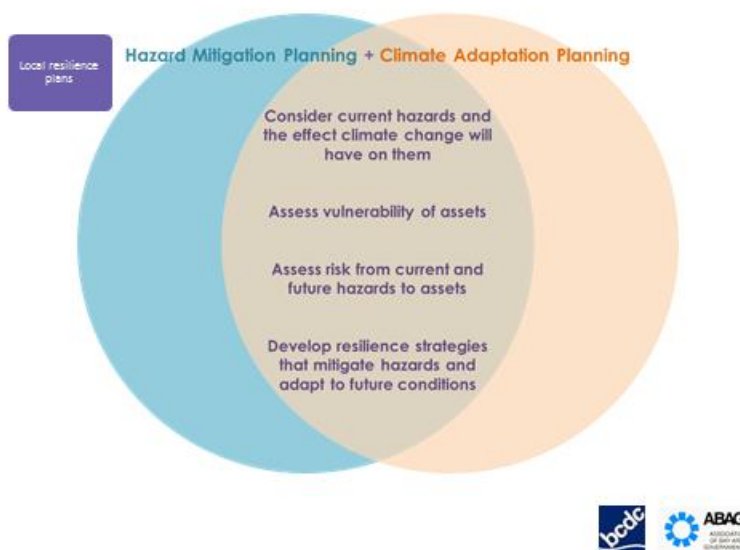 Local resilience
plans
Hazard Mitigation Planning + Climate Adaptation Planning
Consider current hazards and
the effect climate change will
have on them
Assess vulnerability of assets
Assess risk from current and
future hazards to assets
Develop resilience strategies
that mitigate hazards and
adapt to future conditions
bcdc
ABAG
OF BAY